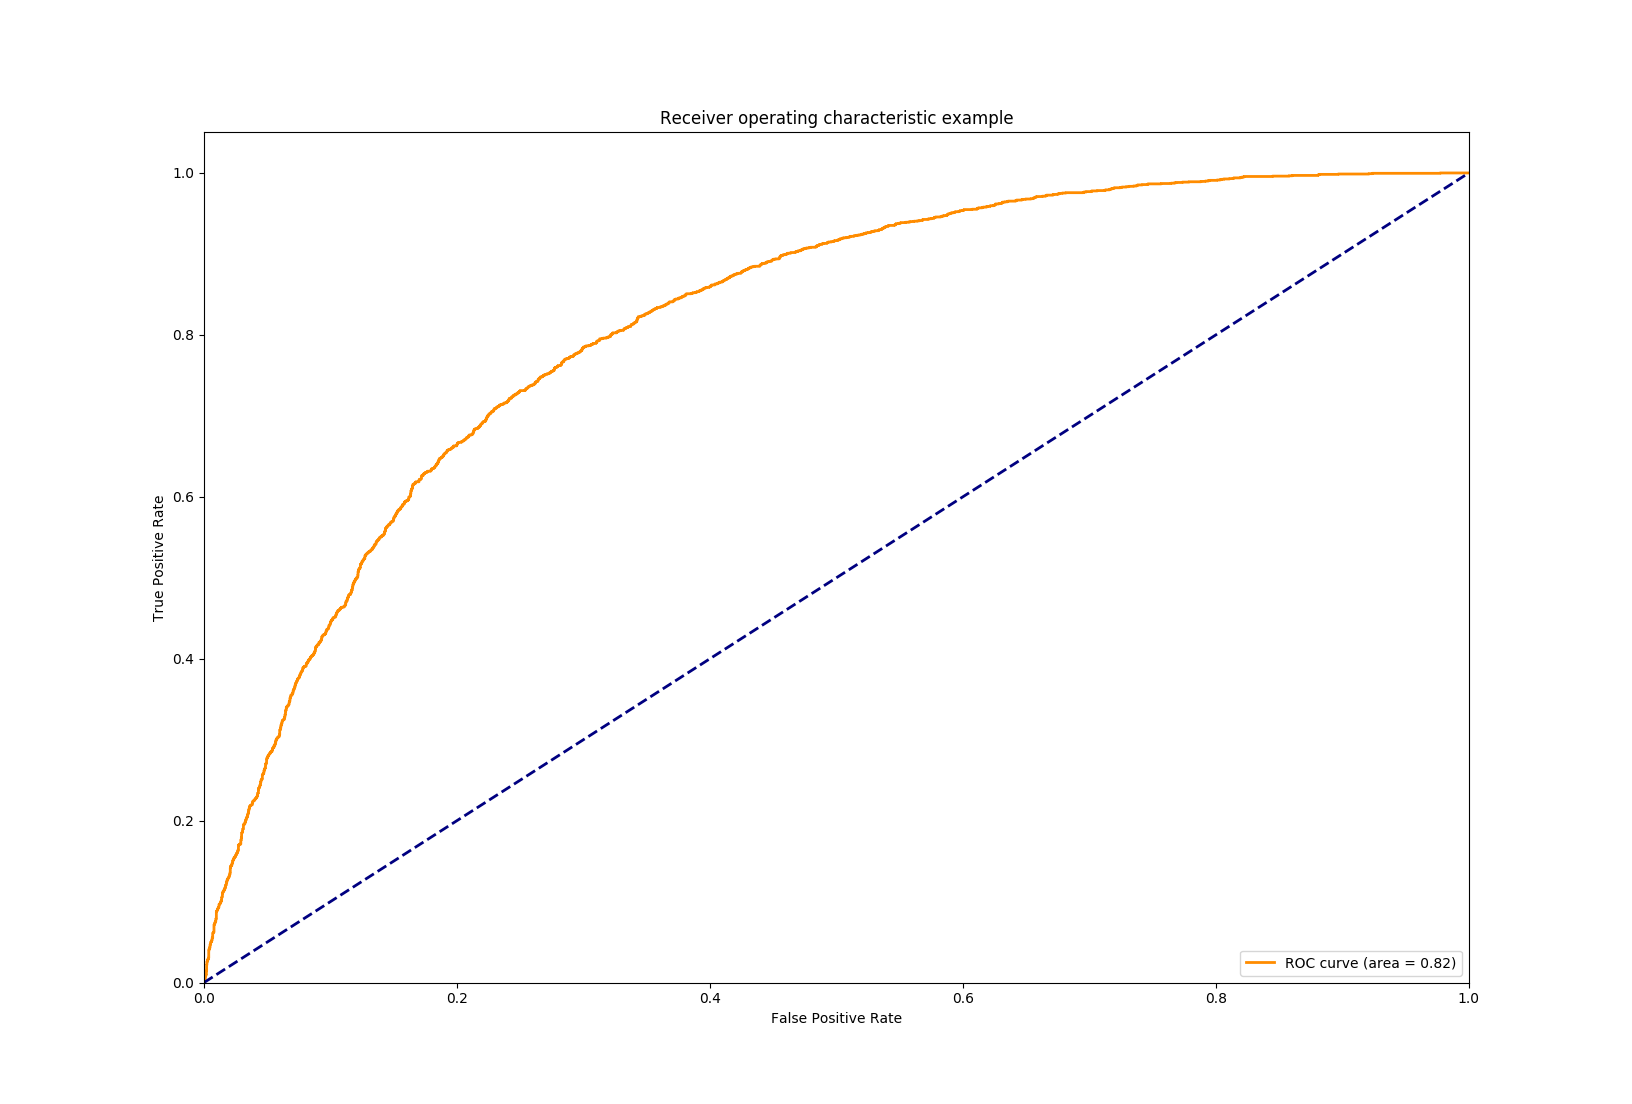 Receiver operating characteristic example
1.0
0.8
0.6
0.4
0.2
0.0
True Positive Rate
ROC curve (area = 0.82)
0.0 0.2 0.4 0.6 0.8 1.0
False Positive Rate